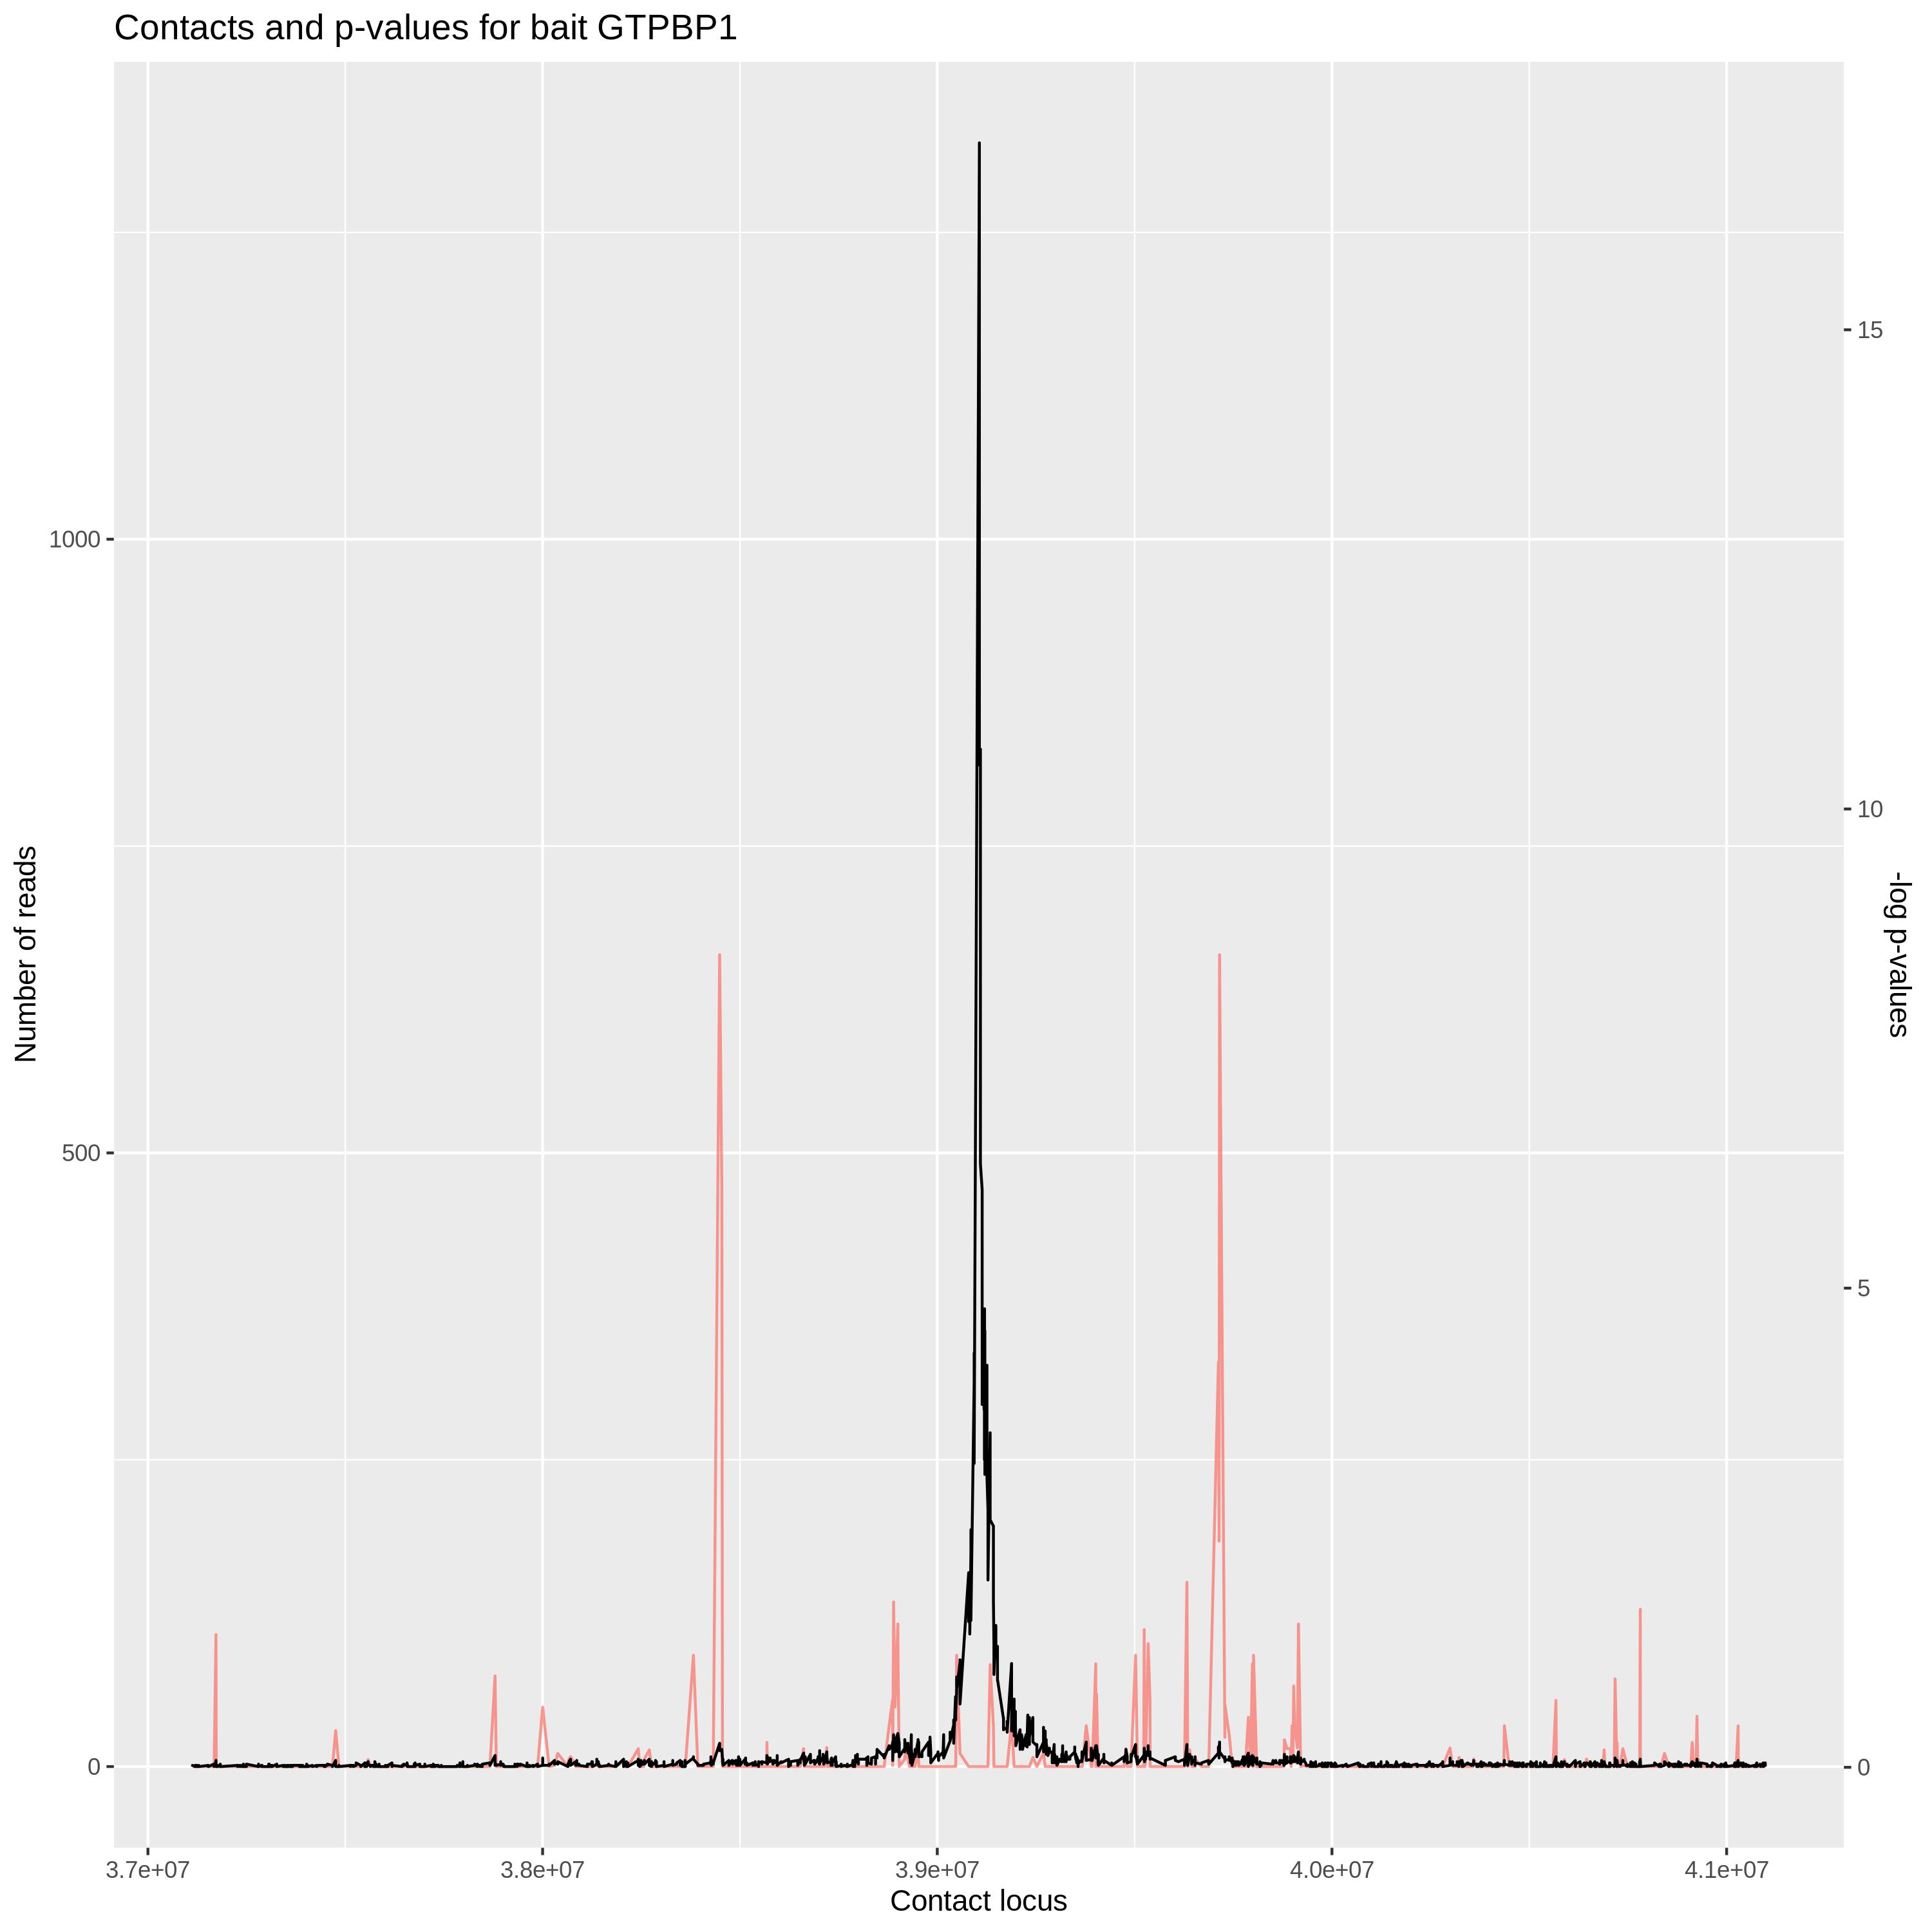 Contacts and p-values for bait GTPBP1
Number of reads
1000
500
0
15
10
5
0
-log p-values
3.7e+07
3.8e+07
3.9e+07
4.0e+07
4.1e+07
Contact locus